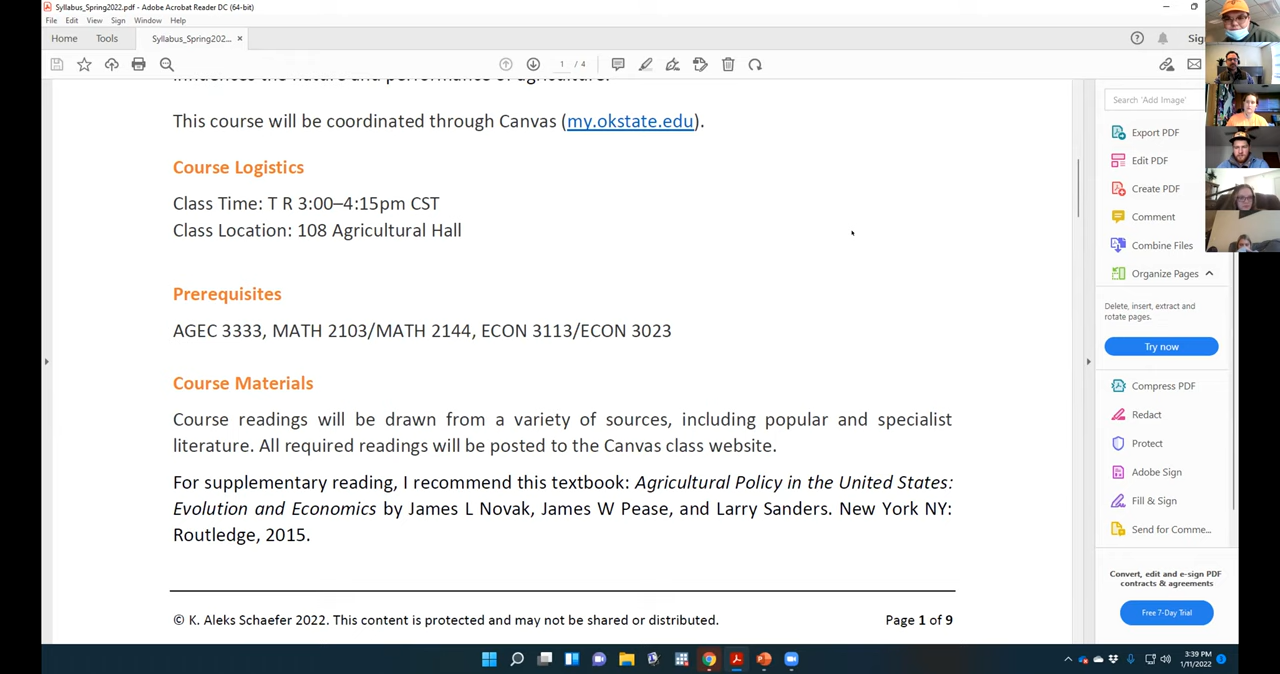 Syllabus_Spring2022.pdf - Adobe Acrobat Reader DC (64-bit)
File Edit View Sign Window Help
Home Tools Syllabus_Spring202... ×
1 / 4
influences the nature and performance of agriculture.
This course will be coordinated through Canvas (my.okstate.edu).
Course Logistics
Class Time: T R 3:00–4:15pm CST
Class Location: 108 Agricultural Hall
Prerequisites
AGEC 3333, MATH 2103/MATH 2144, ECON 3113/ECON 3023
Course Materials
Course readings will be drawn from a variety of sources, including popular and specialist
literature. All required readings will be posted to the Canvas class website.
For supplementary reading, I recommend this textbook: Agricultural Policy in the United States:
Evolution and Economics by James L Novak, James W Pease, and Larry Sanders. New York NY:
Routledge, 2015.
© K. Aleks Schaefer 2022. This content is protected and may not be shared or distributed. Page 1 of 9
Search 'Add Image'
Export PDF
Edit PDF
Create PDF
Comment
Combine Files
Organize Pages
Delete, insert, extract and
rotate pages.
Try now
Compress PDF
Redact
Protect
Adobe Sign
Fill & Sign
Send for Comme...
Convert, edit and e-sign PDF
contracts & agreements
Free 7-Day Trial
3:39 PM
1/11/2022